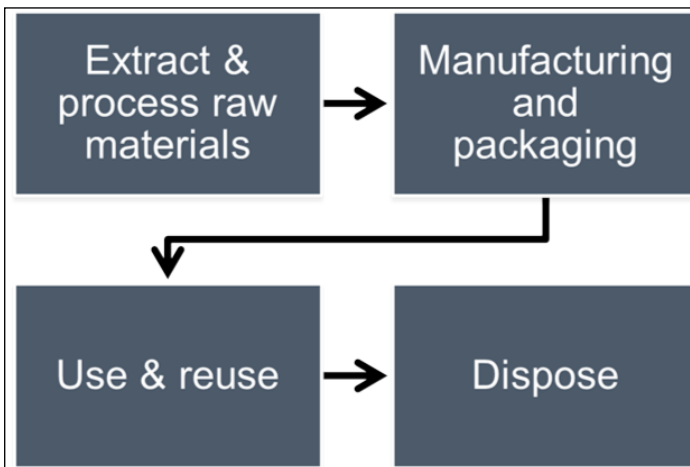 Extract &
process raw
materials
Manufacturing
and
packaging
Use & reuse
Dispose